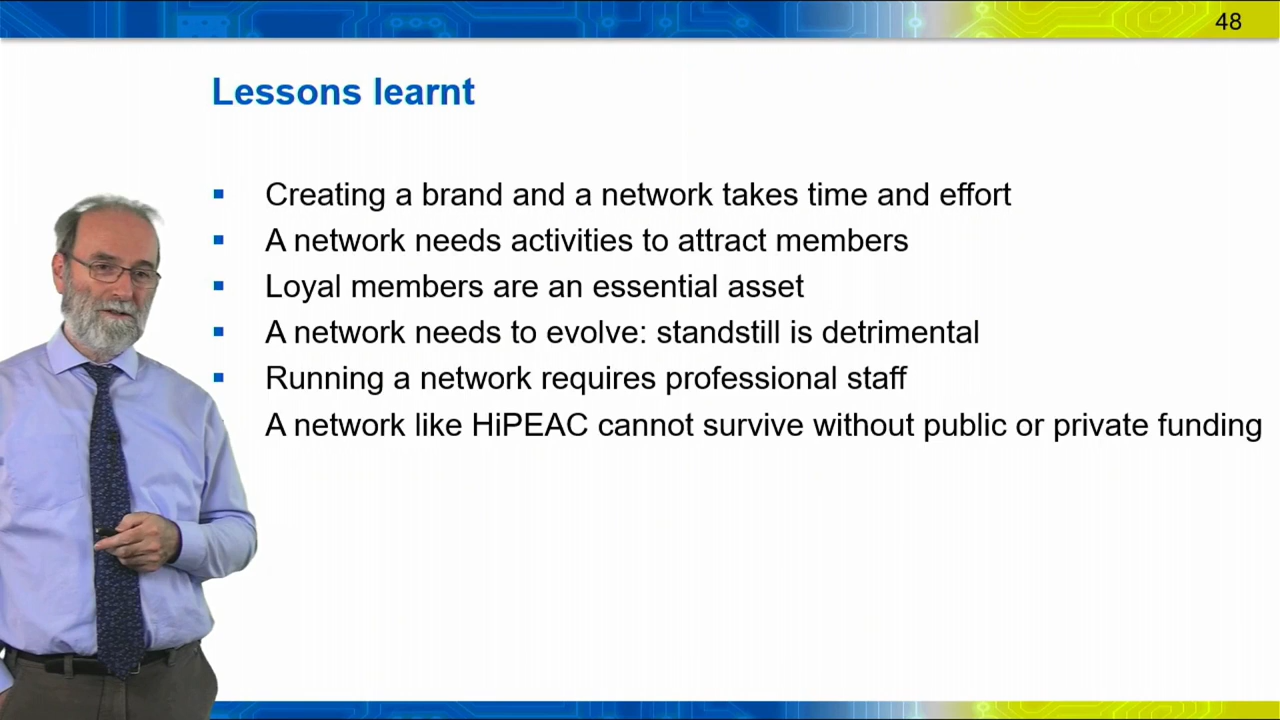 48
Lessons learnt
▪ Creating a brand and a network takes time and effort
▪ A network needs activities to attract members
▪ Loyal members are an essential asset
▪ A network needs to evolve: standstill is detrimental
▪ Running a network requires professional staff
A network like HiPEAC cannot survive without public or private funding